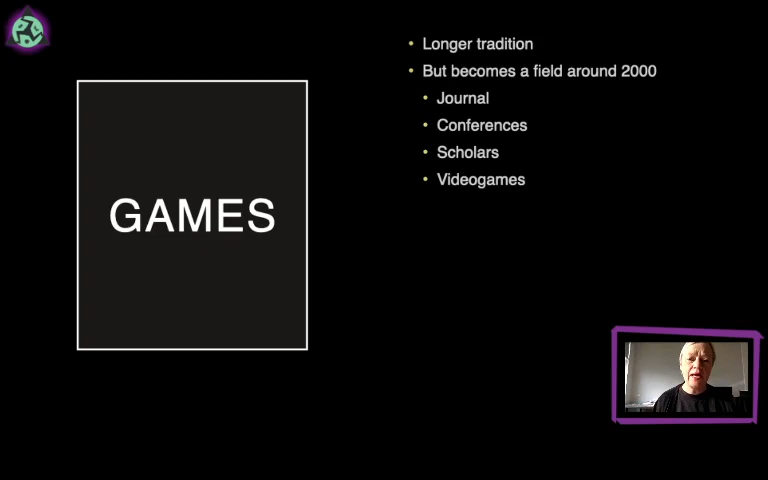 GAMES
Longer tradition
But becomes a field around 2000
Journal
Conferences
Scholars
Videogames